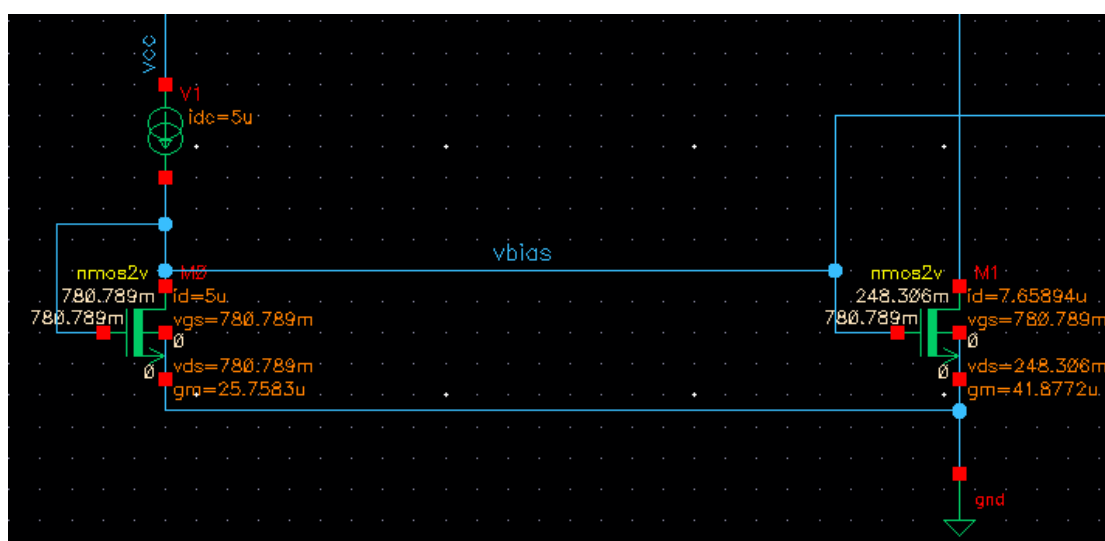 vcc
V1
idc=5u
vbias
nmos2v
M0
780.789m
id=5u
780.789m
vgs=780.789m
0
vds=780.789m
0
gm=25.7583u
nmos2v
M1
248.306m
id=7.65894u
780.789m
vgs=780.789m
0
vds=248.306m
0
gm=41.8772u
gnd